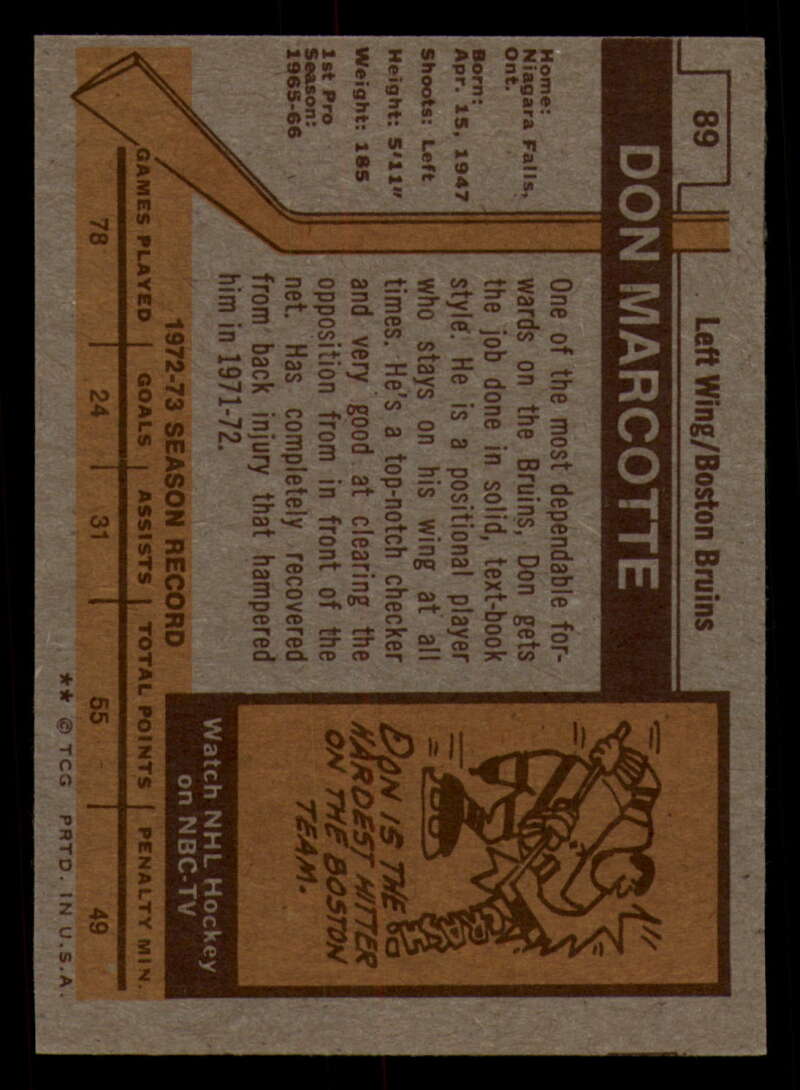 89
Left Wing/Boston Bruins
DON MARCOTTE
Home:
Niagara Falls,
Ont.
Born:
Apr. 15, 1947
Shoots: Left
Height: 5'11"
Weight: 185
1st Pro
Season:
1965-66
One of the most dependable for-
wards on the Bruins, Don gets
the job done in solid, text-book
style. He is a positional player
who stays on his wing at all
times. He's a top-notch checker
and very good at clearing the
opposition from in front of the
net. Has completely recovered
from back injury that hampered
him in 1971-72.
CRASH
DON IS THE
HARDEST HITTER
ON THE BOSTON
TEAM.
Watch NHL Hockey
on NBC-TV
1972-73 SEASON RECORD
GAMES PLAYED GOALS ASSISTS TOTAL POINTS PENALTY MIN.
78 24 31 55 49
** © TCG PRTD. IN U.S.A.